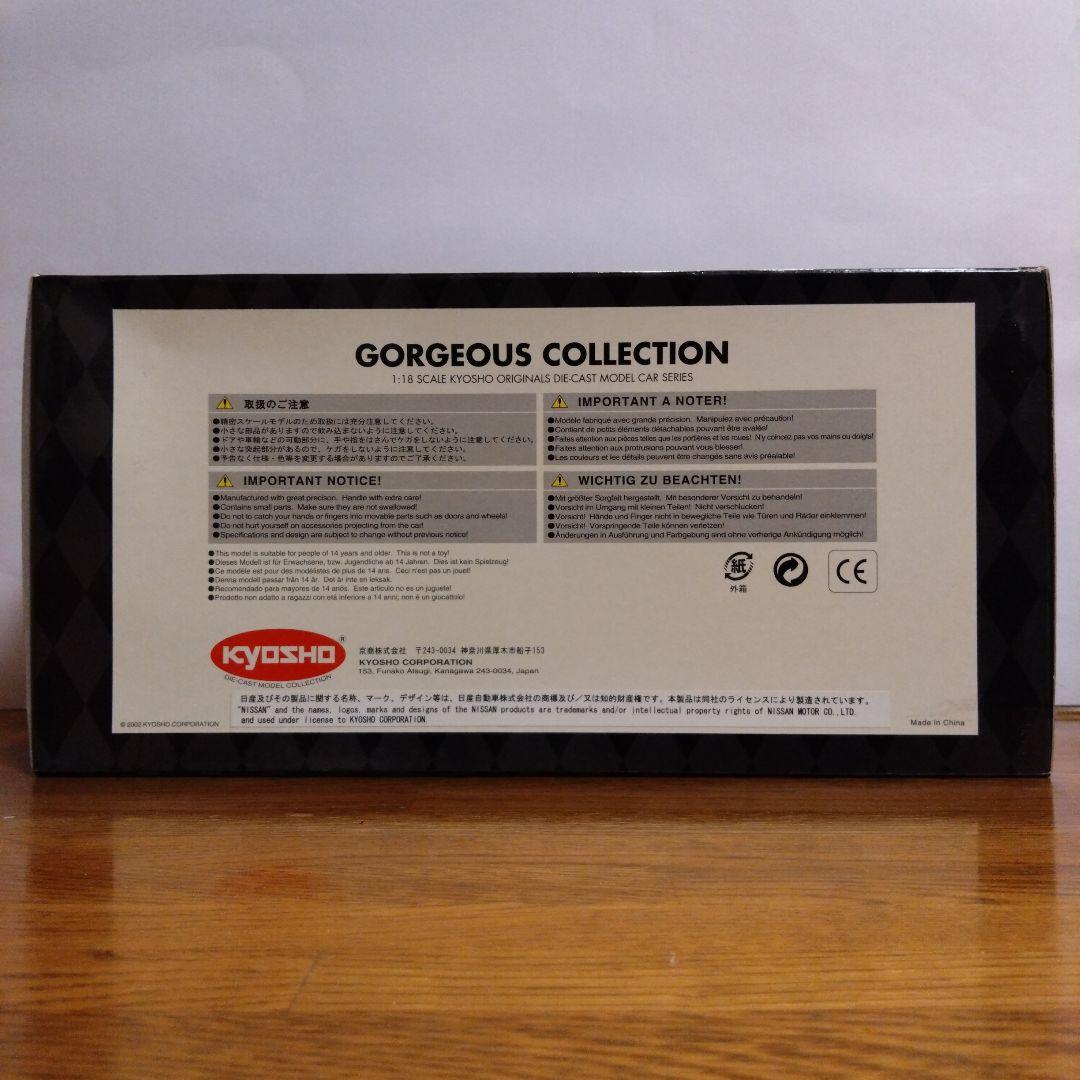 GORGEOUS COLLECTION
1:18 SCALE KYOSHO ORIGINALS DIE-CAST MODEL CAR SERIES
取扱のご注意
●精密スケールモデルのため取扱には充分注意してください。
●小さな部品がありますので飲み込まないように注意してください。
●ドアや車輪などの可動部分に、手や指をはさんでケガをしないように注意してください。
●小さな突起部分があるので、ケガをしないように注意してください。
●予告なく仕様・色等を変更する場合がありますのでご了承ください。
IMPORTANT A NOTER!
●Modèle fabriqué avec grande précision. Manipulez avec précaution!
●Contient de petits éléments détachables pouvant être avalés!
●Faites attention aux pièces telles que les portières et les roues! N'y coincez pas vos mains ou doigts!
●Faites attention aux protrusions pouvant vous blesser!
●Les couleurs et les détails peuvent être changés sans avis préalable!
IMPORTANT NOTICE!
●Manufactured with great precison. Handle with extra care!
●Contains small parts. Make sure they are not swallowed!
●Do not to catch your hands or fingers into movable parts such as doors and wheels!
●Do not hurt yourself on accessories projecting from the car!
●Specifications and design are subject to change without previous notice!
WICHTIG ZU BEACHTEN!
●Mit größter Sorgfalt hergestellt. Mit besonderer Vorsicht zu behandeln!
●Vorsicht im Umgang mit kleinen Teilen! Nicht verschlucken!
●Vorsicht! Hände und Finger nicht in bewegliche Teile wie Türen und Räder einklemmen!
●Vorsicht! Vorspringende Teile können verletzen!
●Änderungen in Ausführung und Farbgebung sind ohne vorherige Ankündigung möglich!
●This model is suitable for people of 14 years and older. This is not a toy!
●Dieses Modell ist für Erwachsene, bzw. Jugendliche ab 14 Jahren. Dies ist kein Spielzeug!
●Ce modèle est pour des modélistes de plus de 14 ans. Ceci n'est pas un jouet!
●Denna modell passar från 14 år. Det är inte en leksak.
●Recomendado para mayores de 14 años. Este artículo no es un juguete!
●Prodotto non adatto a ragazzi con età inferiore a 14 anni; non é un giocattolo!
紙
外箱
CE
KYOSHO®
DIE-CAST MODEL COLLECTION
京商株式会社 〒243-0034 神奈川県厚木市船子153
KYOSHO CORPORATION
153, Funako Atsugi, Kanagawa 243-0034, Japan
日産及びその製品に関する名称、マーク、デザイン等は、日産自動車株式会社の商標及び/又は知的財産権です。本製品は同社のライセンスにより製造されています。
"NISSAN" and the names, logos, marks and designs of the NISSAN products are trademarks and/or intellectual property rights of NISSAN MOTOR CO.,LTD.
and used under license to KYOSHO CORPORATION.
© 2002 KYOSHO CORPORATION
Made in China